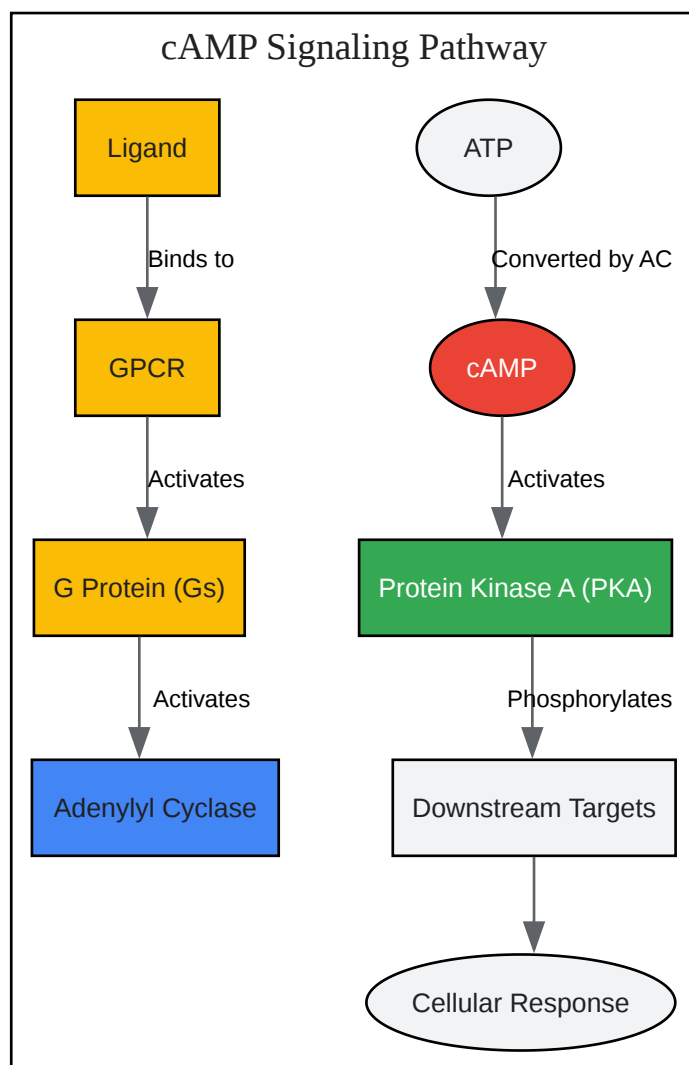 cAMP Signaling Pathway
Ligand
Binds to
GPCR
Activates
G Protein (Gs)
Activates
Adenylyl Cyclase
ATP
Converted by AC
cAMP
Activates
Protein Kinase A (PKA)
Phosphorylates
Downstream Targets
Cellular Response